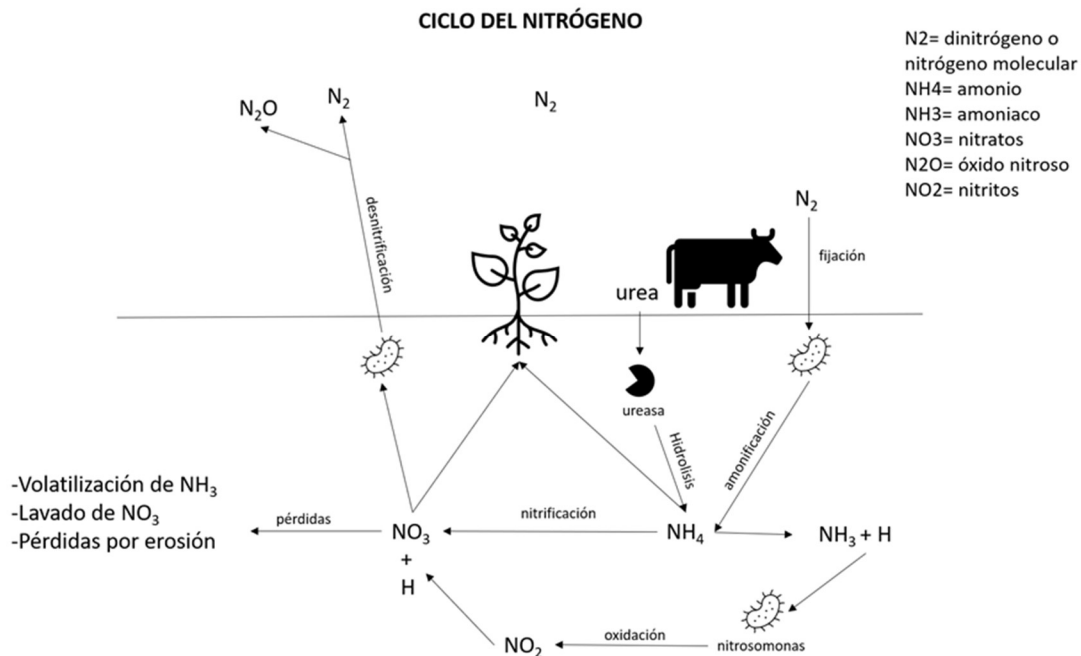 CICLO DEL NITRÓGENO
N2= dinitrógeno o
nitrógeno molecular
NH4= amonio
NH3= amoniaco
NO3= nitratos
N2O= óxido nitroso
NO2= nitritos
N₂O
N₂
N₂
N₂
desnitrificación
fijación
urea
ureasa
Hidrolisis
amonificación
-Volatilización de NH₃
-Lavado de NO₃
-Pérdidas por erosión
pérdidas
NO₃
+
H
nitrificación
NH₄
NH₃ + H
NO₂
oxidación
nitrosomonas